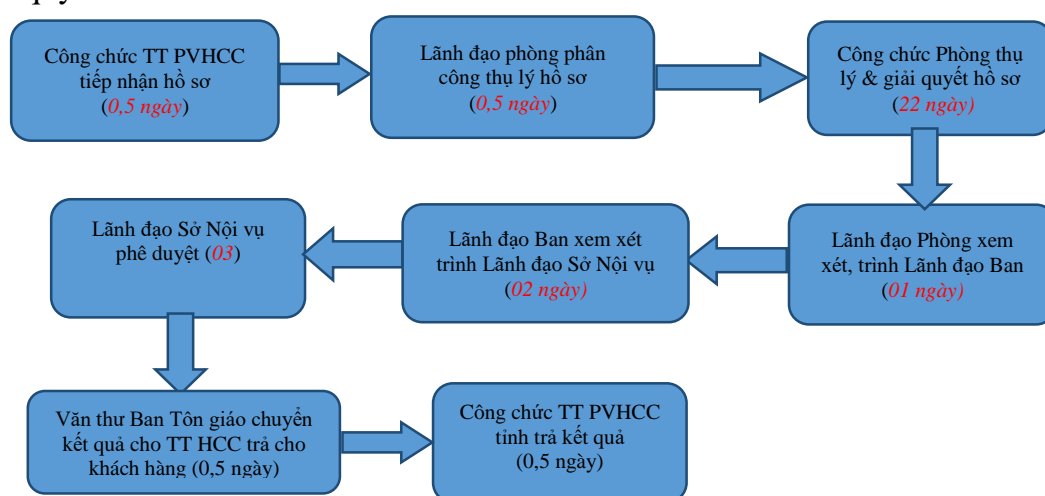 Công chức TT PVHCC
tiếp nhận hồ sơ
(0,5 ngày)
Lãnh đạo phòng phân
công thụ lý hồ sơ
(0,5 ngày)
Công chức Phòng thụ
lý & giải quyết hồ sơ
(22 ngày)
Lãnh đạo Phòng xem
xét, trình Lãnh đạo Ban
(01 ngày)
Lãnh đạo Ban xem xét
trình Lãnh đạo Sở Nội vụ
(02 ngày)
Lãnh đạo Sở Nội vụ
phê duyệt (03)
Văn thư Ban Tôn giáo chuyển
kết quả cho TT HCC trả cho
khách hàng (0,5 ngày)
Công chức TT PVHCC
tỉnh trả kết quả
(0,5 ngày)